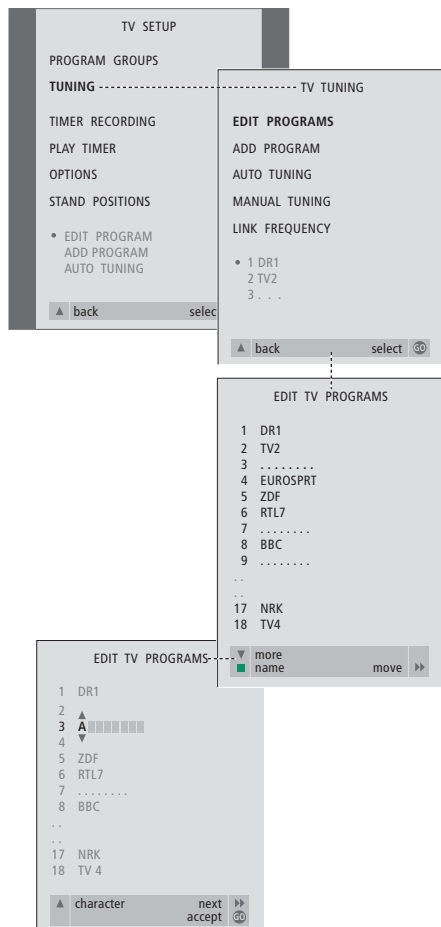 TV SETUP
PROGRAM GROUPS
TUNING
TIMER RECORDING
PLAY TIMER
OPTIONS
STAND POSITIONS
• EDIT PROGRAM
ADD PROGRAM
AUTO TUNING
▲ back selec
TV TUNING
EDIT PROGRAMS
ADD PROGRAM
AUTO TUNING
MANUAL TUNING
LINK FREQUENCY
• 1 DR1
2 TV2
3 . . .
▲ back select GO
EDIT TV PROGRAMS
1 DR1
2 TV2
3 . . . . . . . .
4 EUROSPRT
5 ZDF
6 RTL7
7 . . . . . . . .
8 BBC
9 . . . . . . . .
. .
. .
17 NRK
18 TV4
▼ more
name move
EDIT TV PROGRAMS
1 DR1
2
3 A
4
5 ZDF
6 RTL7
7 . . . . . . . .
8 BBC
. .
. .
17 NRK
18 TV 4
▲ character next
accept GO